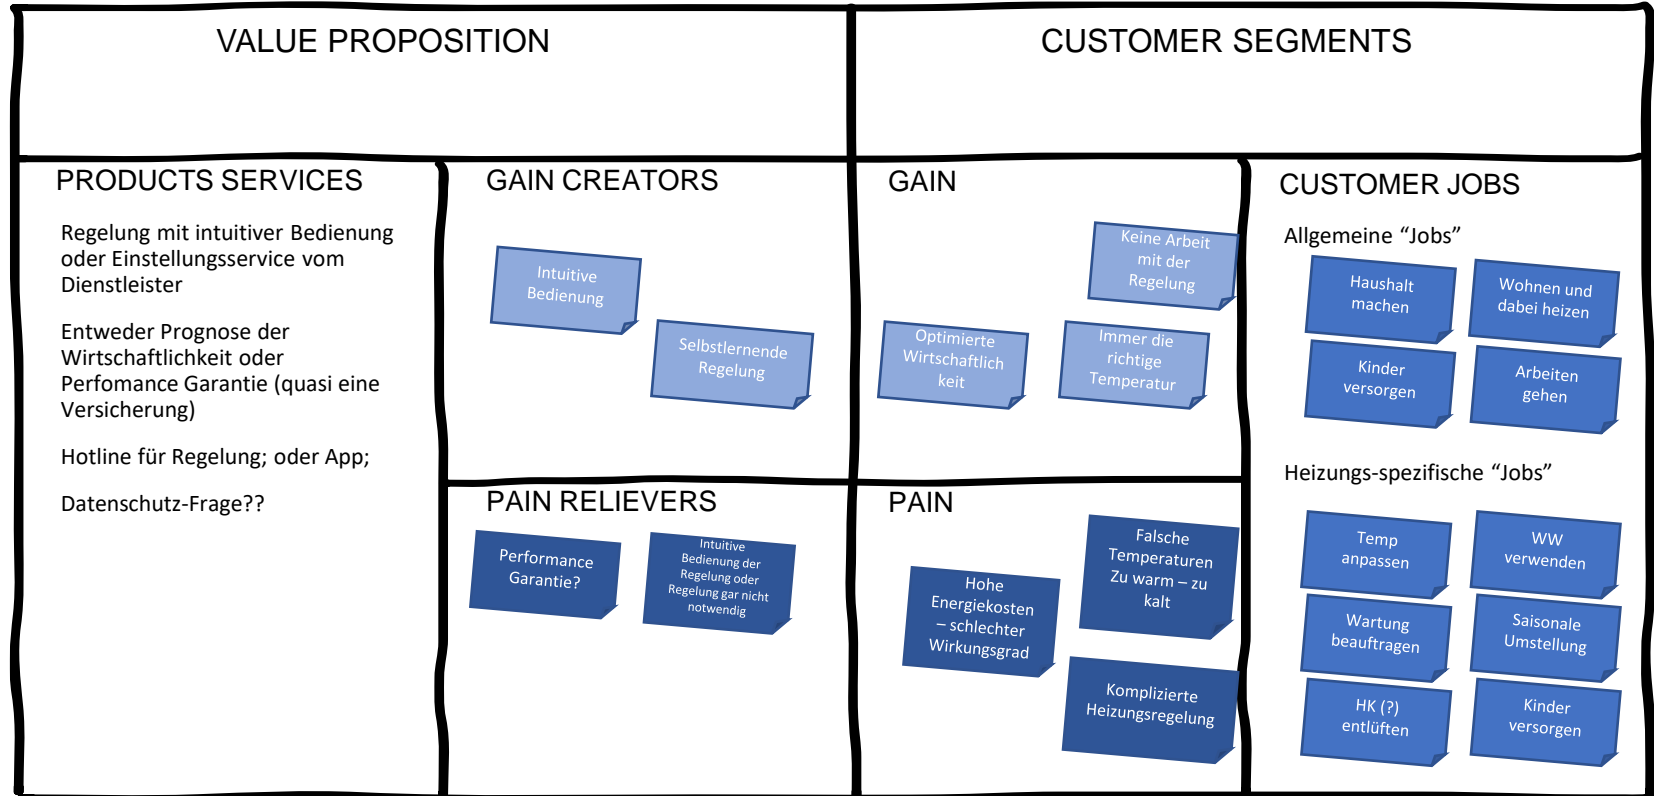 VALUE PROPOSITION
CUSTOMER SEGMENTS
PRODUCTS SERVICES
Regelung mit intuitiver Bedienung
oder Einstellungsservice vom
Dienstleister
Entweder Prognose der
Wirtschaftlichkeit oder
Perfomance Garantie (quasi eine
Versicherung)
Hotline für Regelung; oder App;
Datenschutz-Frage??
GAIN CREATORS
Intuitive
Bedienung
Selbstlernende
Regelung
PAIN RELIEVERS
Performance
Garantie?
Intuitive
Bedienung der
Regelung oder
Regelung gar nicht
notwendig
GAIN
Keine Arbeit
mit der
Regelung
Optimierte
Wirtschaftlich
keit
Immer die
richtige
Temperatur
PAIN
Falsche
Temperaturen
Zu warm – zu
kalt
Hohe
Energiekosten
– schlechter
Wirkungsgrad
Komplizierte
Heizungsregelung
CUSTOMER JOBS
Allgemeine “Jobs”
Haushalt
machen
Wohnen und
dabei heizen
Kinder
versorgen
Arbeiten
gehen
Heizungs-spezifische “Jobs”
Temp
anpassen
WW
verwenden
Wartung
beauftragen
Saisonale
Umstellung
HK (?)
entlüften
Kinder
versorgen